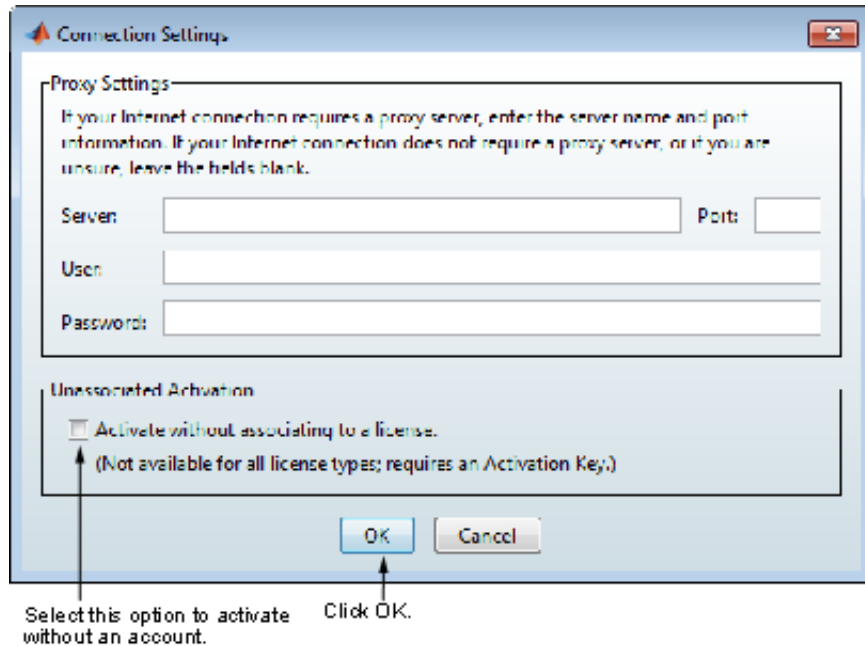 Connection Settings
Proxy Settings
If your Internet connection requires a proxy server, enter the server name and port
information. If your Internet connection does not require a proxy server, or if you are
unsure, leave the fields blank.
Server: Port:
User:
Password:
Unassociated Activation
Activate without associating to a license.
(Not available for all license types; requires an Activation Key.)
OK Cancel
Select this option to activate Click OK.
without an account.